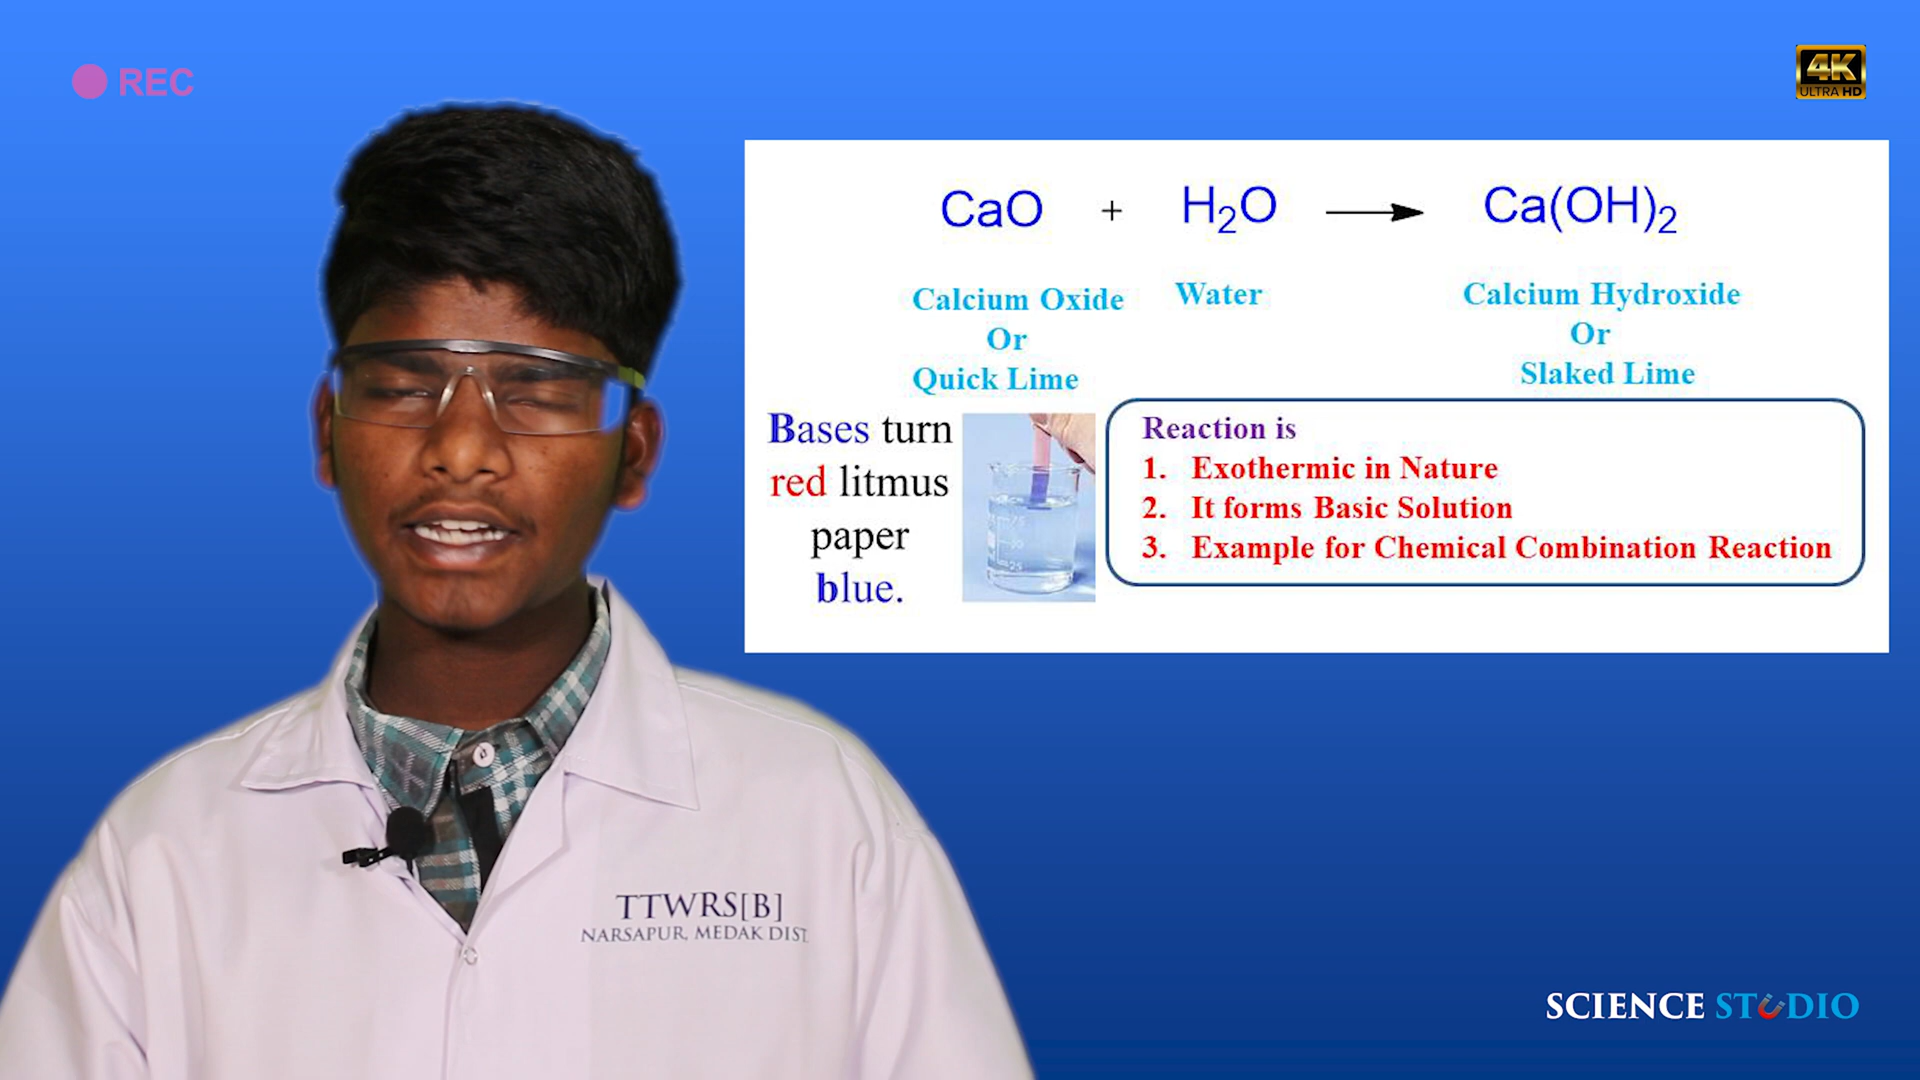 REC
4K
ULTRA HD
CaO + H₂O ⟶ Ca(OH)₂
Calcium Oxide
Or
Quick Lime
Water
Calcium Hydroxide
Or
Slaked Lime
Bases turn
red litmus
paper
blue.
Reaction is
1. Exothermic in Nature
2. It forms Basic Solution
3. Example for Chemical Combination Reaction
TTWRS[B]
NARSAPUR, MEDAK DIST.
SCIENCE STUDIO